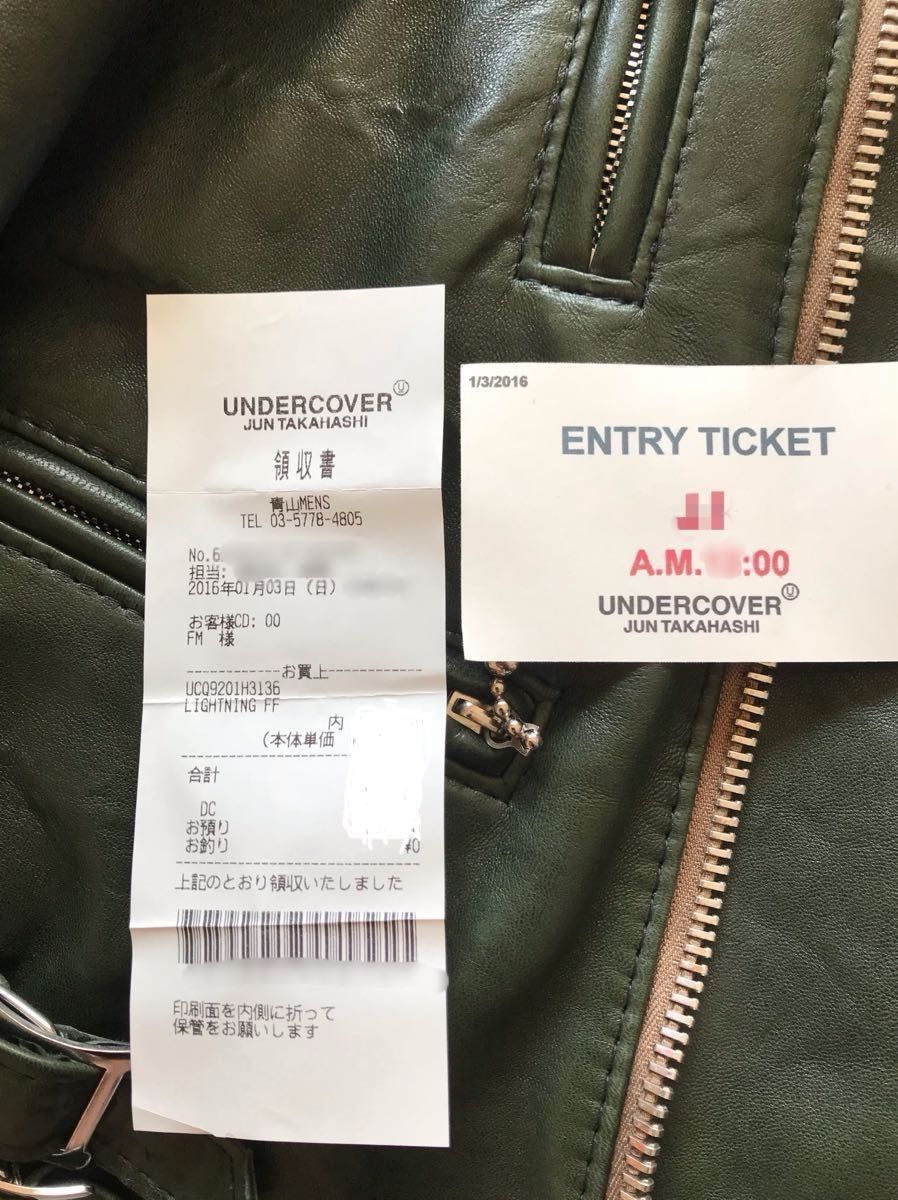 UNDERCOVER
JUN TAKAHASHI
領収書
青山MENS
TEL 03-5778-4805
No.6
担当:
2016年01月03日(日)
お客様CD: 00
FM 様
お買上
UCQ9201H3136
LIGHTNING FF
内
(本体単価
合計
DC
お預り
お釣り ¥0
上記のとおり領収いたしました
印刷面を内側に折って
保管をお願いします
1/3/2016
ENTRY TICKET
A.M. :00
UNDERCOVER
JUN TAKAHASHI